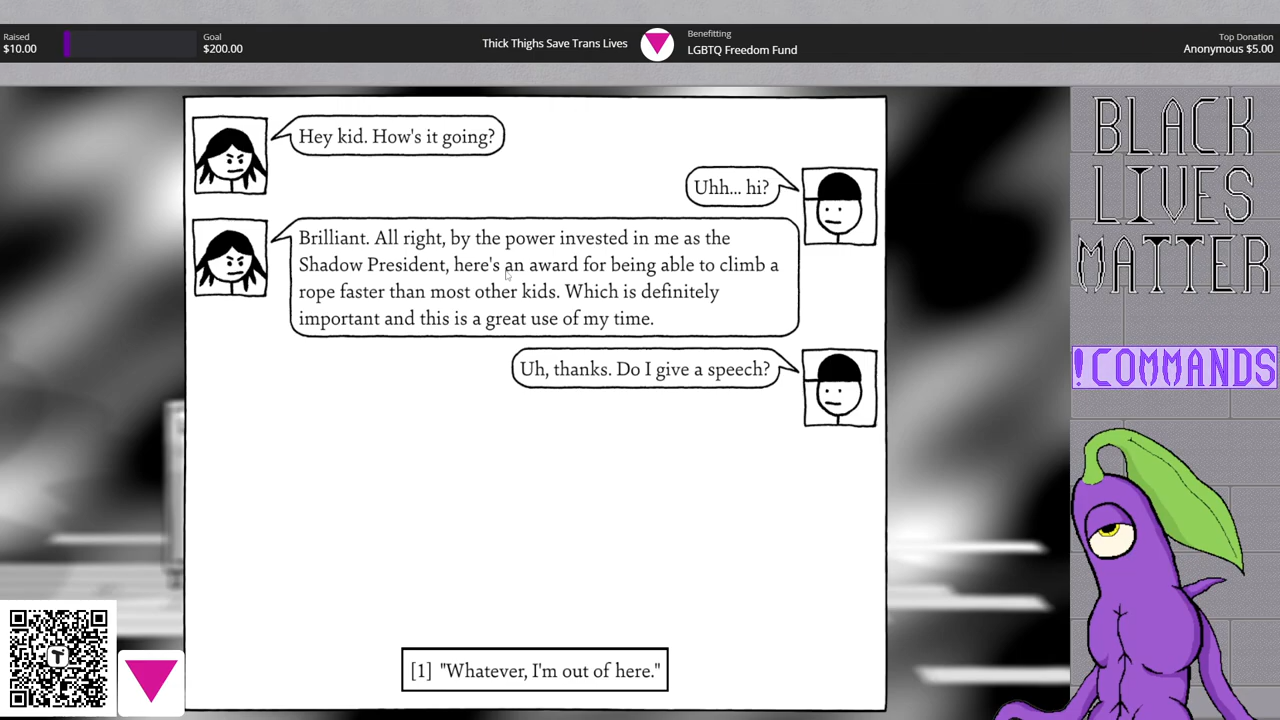 Raised
$10.00
Goal
$200.00
Thick Thighs Save Trans Lives
Benefitting
LGBTQ Freedom Fund
Top Donation
Anonymous $5.00
Hey kid. How's it going?
Uhh... hi?
Brilliant. All right, by the power invested in me as the
Shadow President, here's an award for being able to climb a
rope faster than most other kids. Which is definitely
important and this is a great use of my time.
Uh, thanks. Do I give a speech?
[1] "Whatever, I'm out of here."
BLACK
LIVES
MATTER
!COMMANDS
T